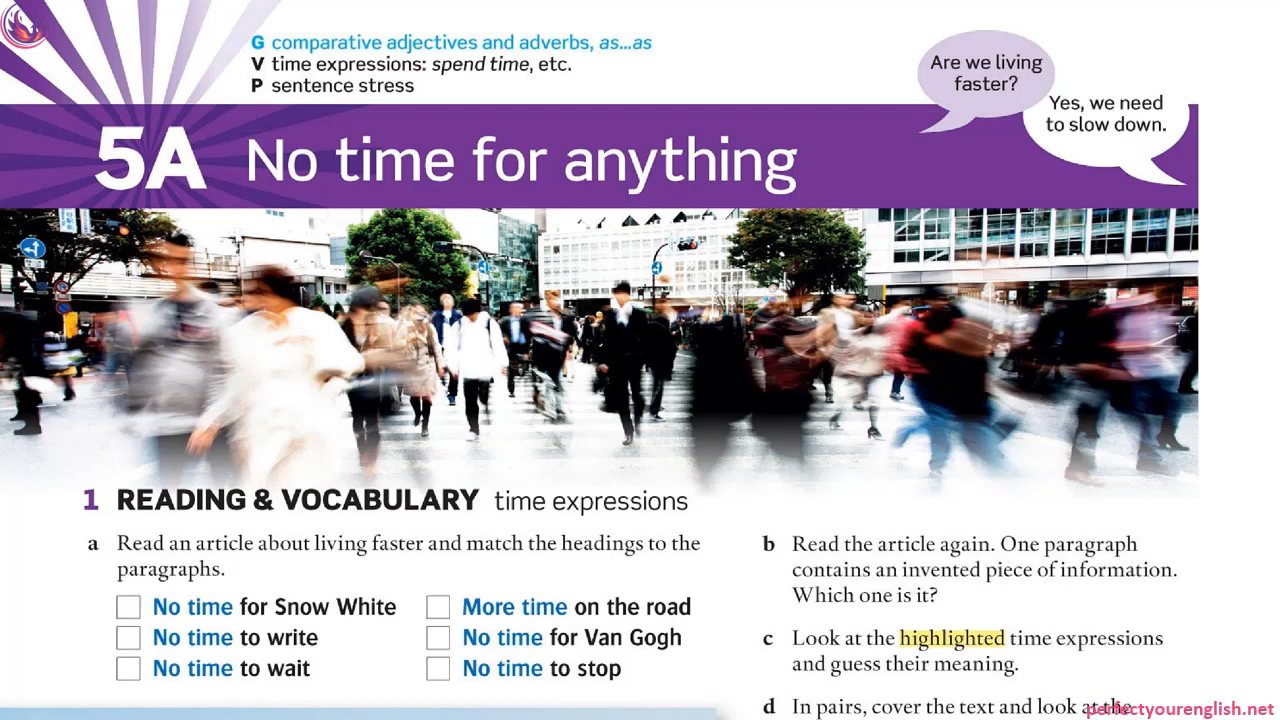 G comparative adjectives and adverbs, as...as
V time expressions: spend time, etc.
P sentence stress
Are we living
faster?
Yes, we need
to slow down.
5A No time for anything
1 READING & VOCABULARY time expressions
a Read an article about living faster and match the headings to the
paragraphs.
No time for Snow White
No time to write
No time to wait
More time on the road
No time for Van Gogh
No time to stop
b Read the article again. One paragraph
contains an invented piece of information.
Which one is it?
c Look at the highlighted time expressions
and guess their meaning.
d In pairs, cover the text and look at the
perfectyourenglish.net